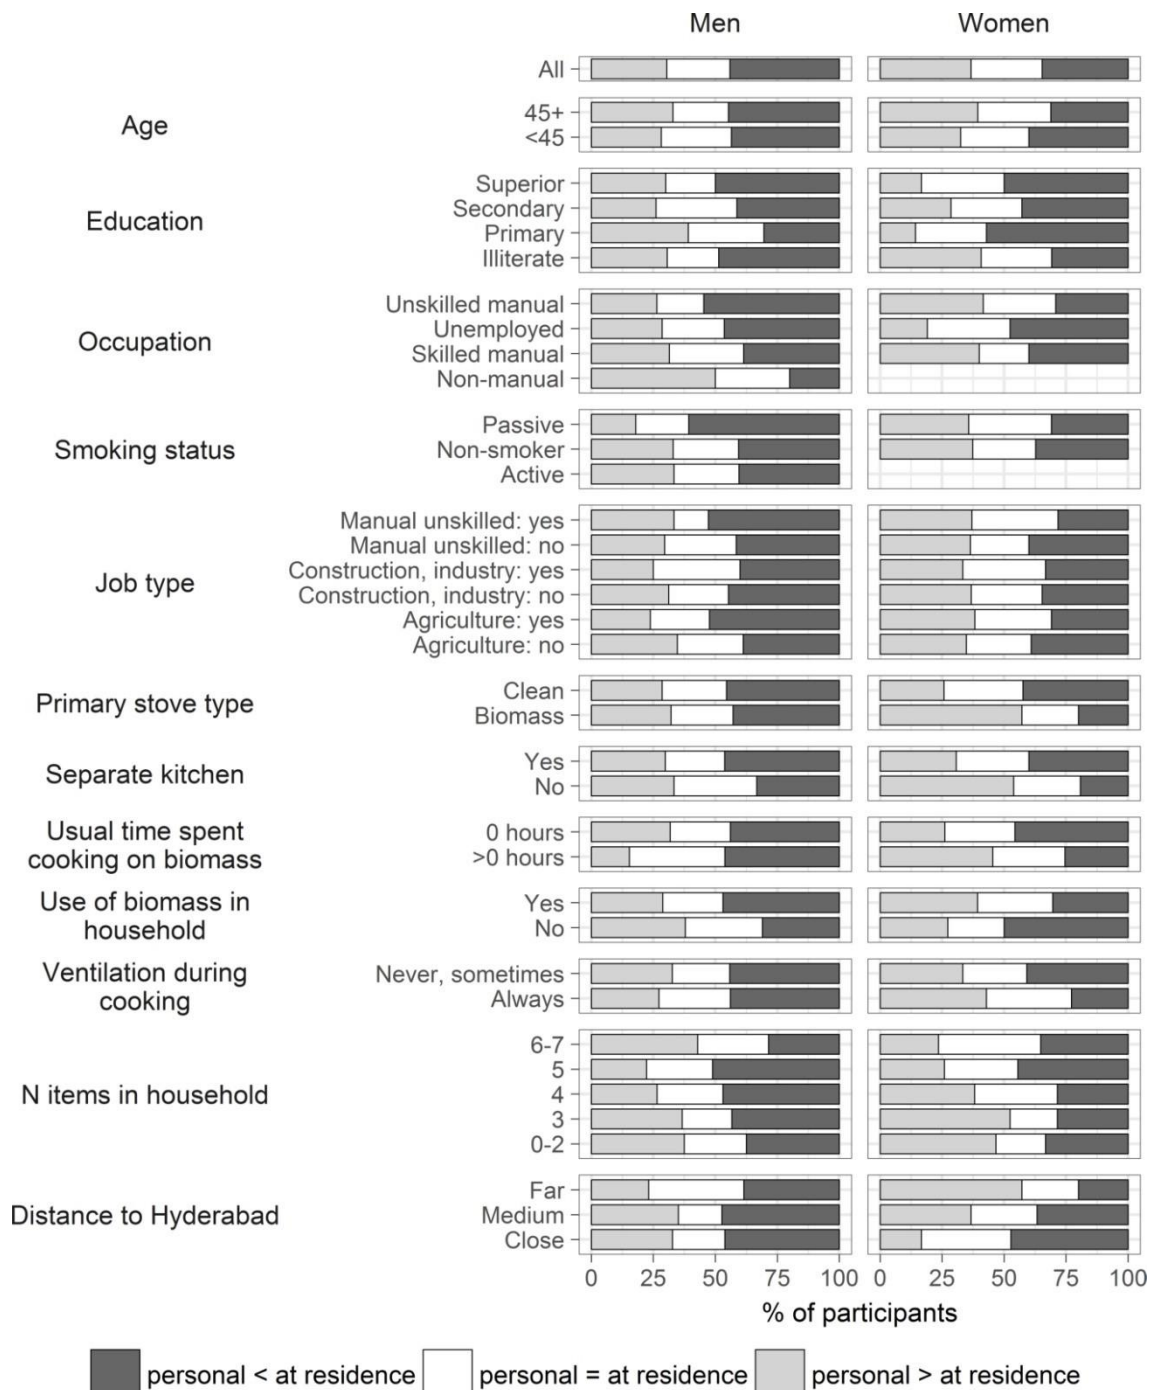 Men Women
All
Age
45+
<45
Education
Superior
Secondary
Primary
Illiterate
Occupation
Unskilled manual
Unemployed
Skilled manual
Non-manual
Smoking status
Passive
Non-smoker
Active
Job type
Manual unskilled: yes
Manual unskilled: no
Construction, industry: yes
Construction, industry: no
Agriculture: yes
Agriculture: no
Primary stove type
Clean
Biomass
Separate kitchen
Yes
No
Usual time spent
cooking on biomass
0 hours
>0 hours
Use of biomass in
household
Yes
No
Ventilation during
cooking
Never, sometimes
Always
N items in household
6-7
5
4
3
0-2
Distance to Hyderabad
Far
Medium
Close
0 25 50 75 100 0 25 50 75 100
% of participants
personal < at residence personal = at residence personal > at residence